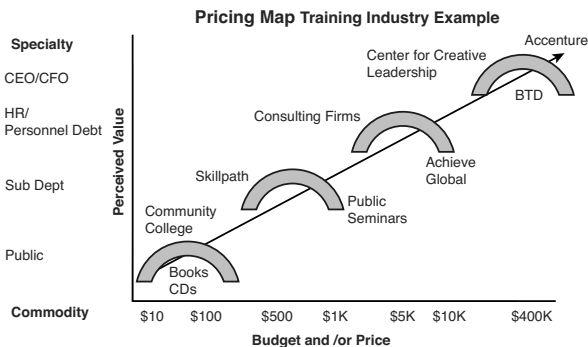 Pricing Map Training Industry Example
Specialty
CEO/CFO
HR/
Personnel Debt
Sub Dept
Public
Commodity
Perceived Value
Accenture
Center for Creative
Leadership
BTD
Consulting Firms
Achieve
Global
Skillpath
Public
Seminars
Community
College
Books
CDs
$10 $100 $500 $1K $5K $10K $400K
Budget and /or Price